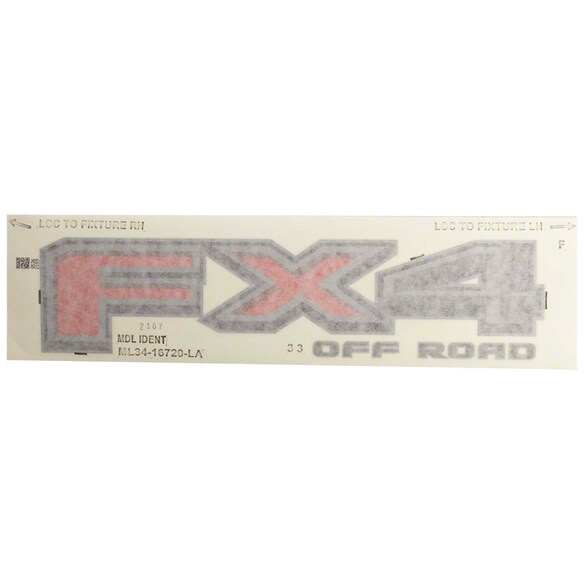 LOC TO FIXTURE RH
LOC TO FIXTURE LH
F
FX4
2107
MDL IDENT
ML34-16720-LA
33
OFF ROAD